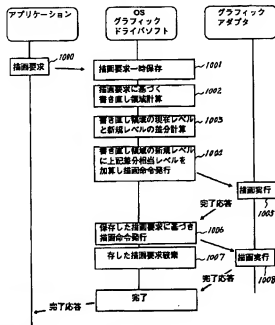 アプリケーション
OS
グラフィック
ドライバソフト
グラフィック
アダプタ
1000
描画要求
描画要求一時保存
1001
描画要求に基づく
書き直し領域計算
1002
書き直し領域の現在レベル
と新規レベルの差分計算
1003
書き直し領域の新規レベル
に上記差分相当レベルを
加算し描画命令発行
1004
描画実行
1005
完了応答
保存した描画要求に基づき
描画命令発行
1006
描画実行
1008
存した描画要求破棄
1007
完了応答
完了
完了応答